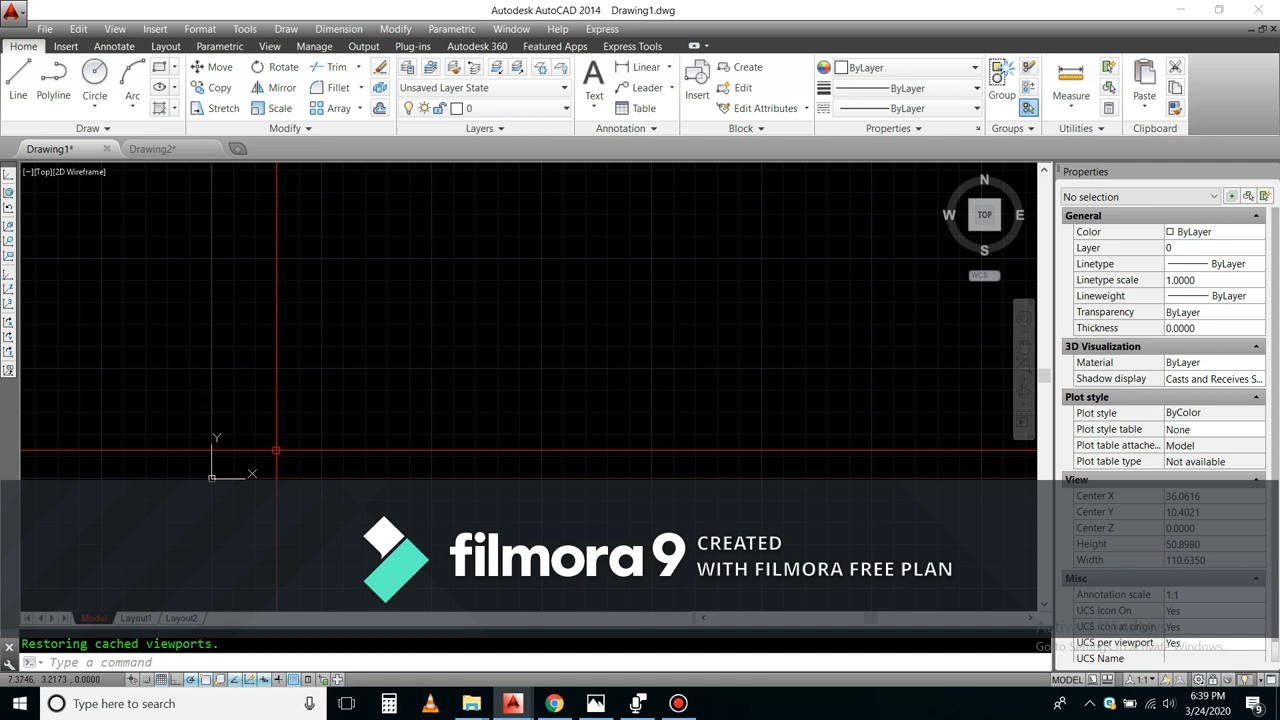 Autodesk AutoCAD 2014 Drawing1.dwg
File Edit View Insert Format Tools Draw Dimension Modify Parametric Window Help Express
Home Insert Annotate Layout Parametric View Manage Output Plug-ins Autodesk 360 Featured Apps Express Tools
Line Polyline Circle Arc
Move Rotate Trim
Copy Mirror Fillet
Stretch Scale Array
Unsaved Layer State
0
Text Linear
Leader
Table
Insert Create
Edit
Edit Attributes
ByLayer
ByLayer
ByLayer
Group Measure Paste
Draw Modify Layers Annotation Block Properties Groups Utilities Clipboard
Drawing1* Drawing2*
[−][Top][2D Wireframe]
N
W TOP E
S
WCS
Y
X
Properties
No selection
General
Color ByLayer
Layer 0
Linetype ByLayer
Linetype scale 1.0000
Lineweight ByLayer
Transparency ByLayer
Thickness 0.0000
3D Visualization
Material ByLayer
Shadow display Casts and Receives S...
Plot style
Plot style ByColor
Plot style table None
Plot table attache... Model
Plot table type Not available
View
Center X 36.0616
Center Y 10.4021
Center Z 0.0000
Height 50.8980
Width 110.6350
Misc
Annotation scale 1:1
UCS icon On Yes
UCS icon at origin Yes
UCS per viewport Yes
UCS Name
filmora 9 CREATED
WITH FILMORA FREE PLAN
Model Layout1 Layout2
Restoring cached viewports.
Type a command
7.3746, 3.2173, 0.0000
MODEL 1:1
Type here to search
6:39 PM
3/24/2020
9